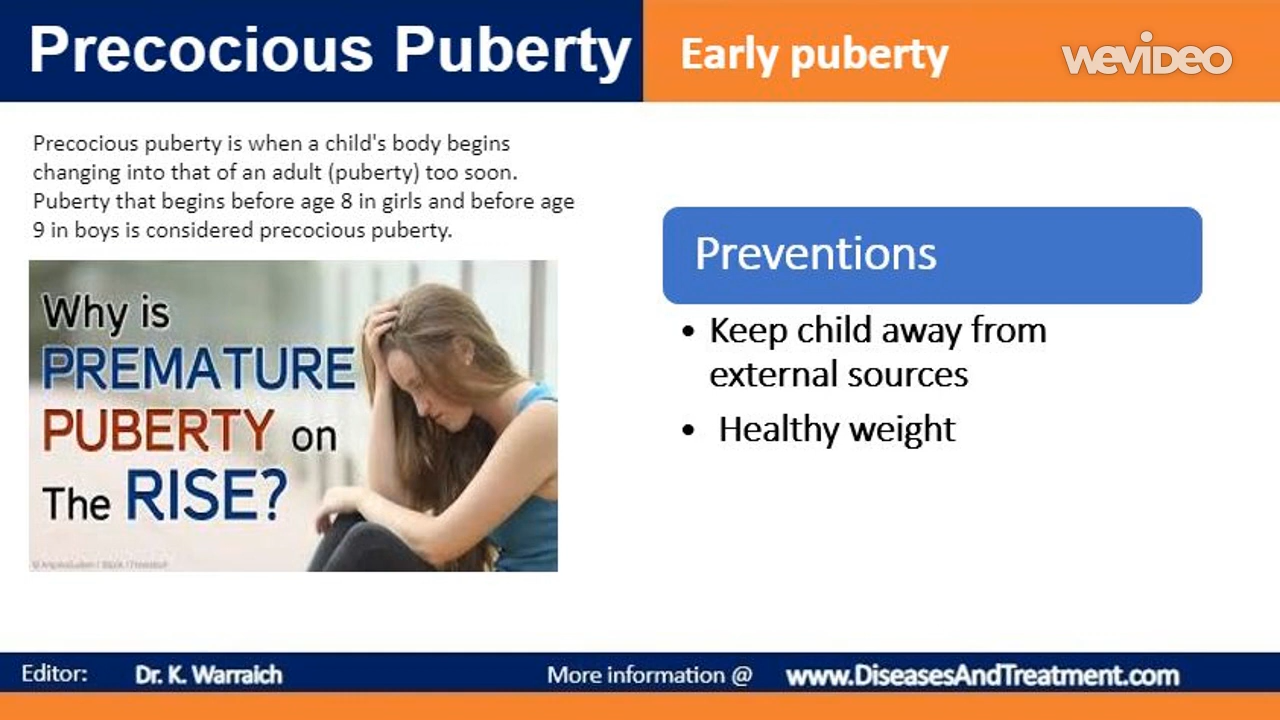 Precocious Puberty
Early puberty
WEVIDEO
Precocious puberty is when a child's body begins
changing into that of an adult (puberty) too soon.
Puberty that begins before age 8 in girls and before age
9 in boys is considered precocious puberty.
Why is
PREMATURE
PUBERTY on
The RISE?
Preventions
• Keep child away from
external sources
• Healthy weight
Editor: Dr. K. Warraich
More information @ www.DiseasesAndTreatment.com